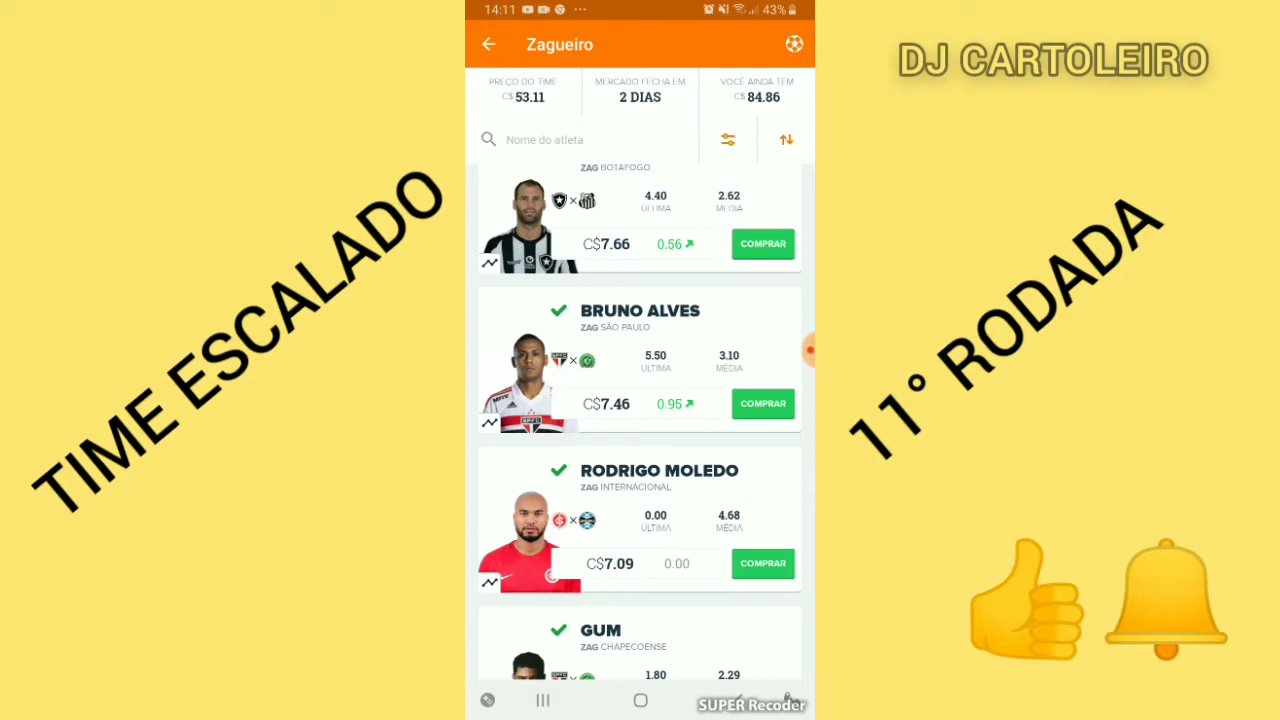 14:11
43%
Zagueiro
DJ CARTOLEIRO
PREÇO DO TIME
C$ 53.11
MERCADO FECHA EM
2 DIAS
VOCÊ AINDA TEM
C$ 84.86
Nome do atleta
ZAG BOTAFOGO
4.40
ÚLTIMA
2.62
MÉDIA
C$7.66
0.56
COMPRAR
BRUNO ALVES
ZAG SÃO PAULO
5.50
ÚLTIMA
3.10
MÉDIA
C$7.46
0.95
COMPRAR
RODRIGO MOLEDO
ZAG INTERNACIONAL
0.00
ÚLTIMA
4.68
MÉDIA
C$7.09
0.00
COMPRAR
GUM
ZAG CHAPECOENSE
1.80
2.29
TIME ESCALADO
11° RODADA
SUPER Recoder